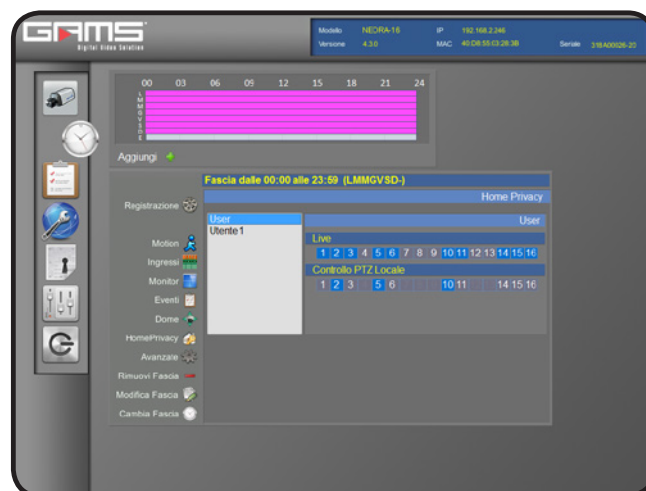 GAMS
Digital Video Solution
Modello NEDRA-16 IP 192.168.2.246
Versione 4.3.0 MAC 40:D8:55:03:28:3B Seriale 318A00026-20
00 03 06 09 12 15 18 21 24
L
M
M
G
V
S
D
E
Aggiungi
Fascia dalle 00:00 alle 23:59 (LMMGVSD-)
Home Privacy
Registrazione
Motion
Ingressi
Monitor
Eventi
Dome
HomePrivacy
Avanzate
Rimuovi Fascia
Modifica Fascia
Cambia Fascia
User
Utente1
User
Live
1 2 3 4 5 6 7 8 9 10 11 12 13 14 15 16
Controllo PTZ Locale
1 2 3 5 6 10 11 14 15 16